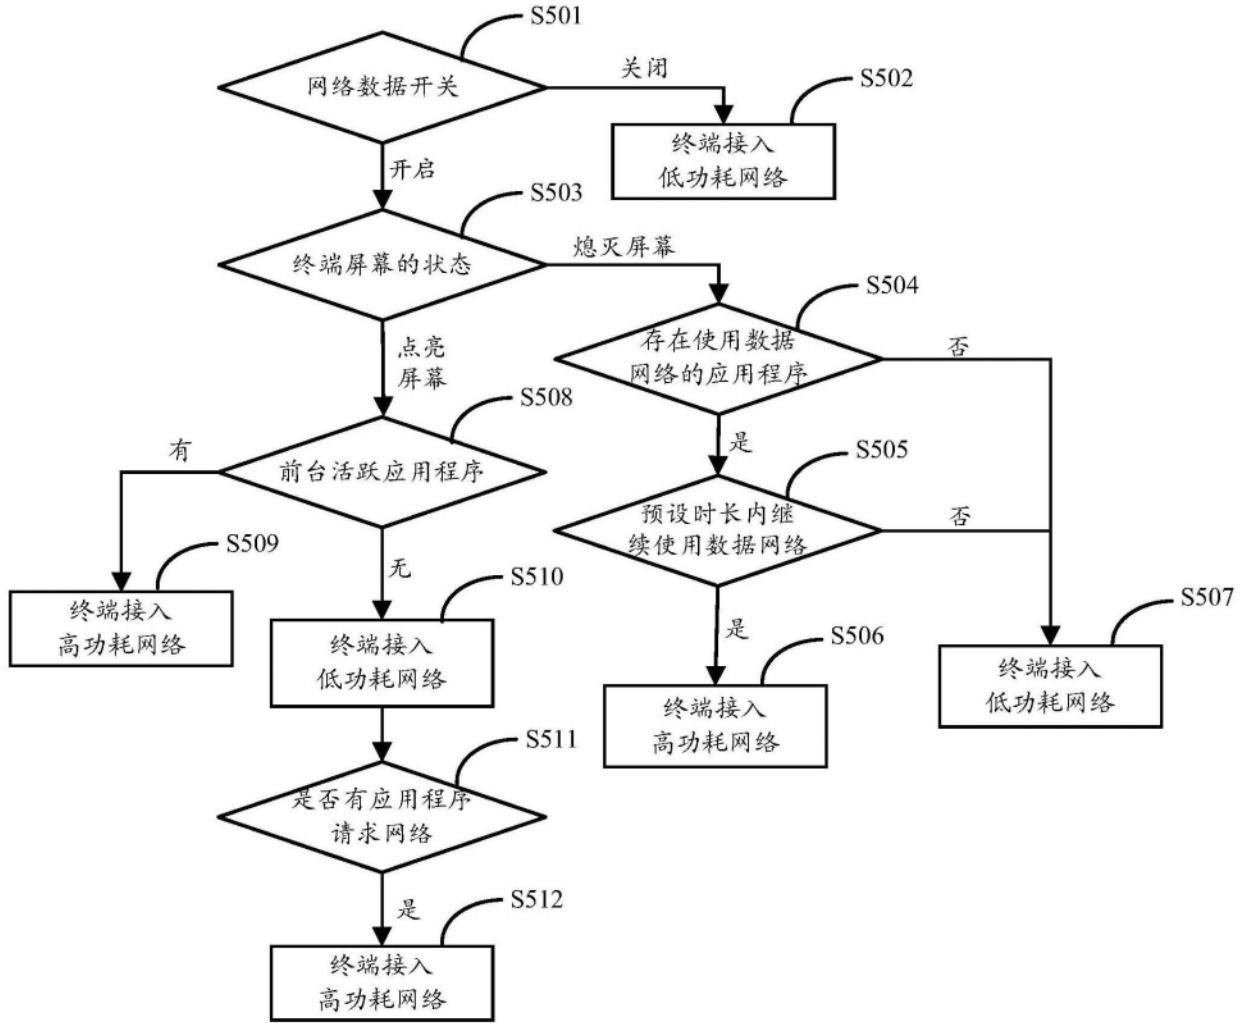 S501
网络数据开关
关闭
S502
终端接入
低功耗网络
开启
S503
终端屏幕的状态
熄灭屏幕
S504
存在使用数据
网络的应用程序
否
点亮
屏幕
S508
前台活跃应用程序
有
是
S505
预设时长内继
续使用数据网络
否
S509
终端接入
高功耗网络
无
S510
终端接入
低功耗网络
是
S506
终端接入
高功耗网络
S507
终端接入
低功耗网络
S511
是否有应用程序
请求网络
是
S512
终端接入
高功耗网络